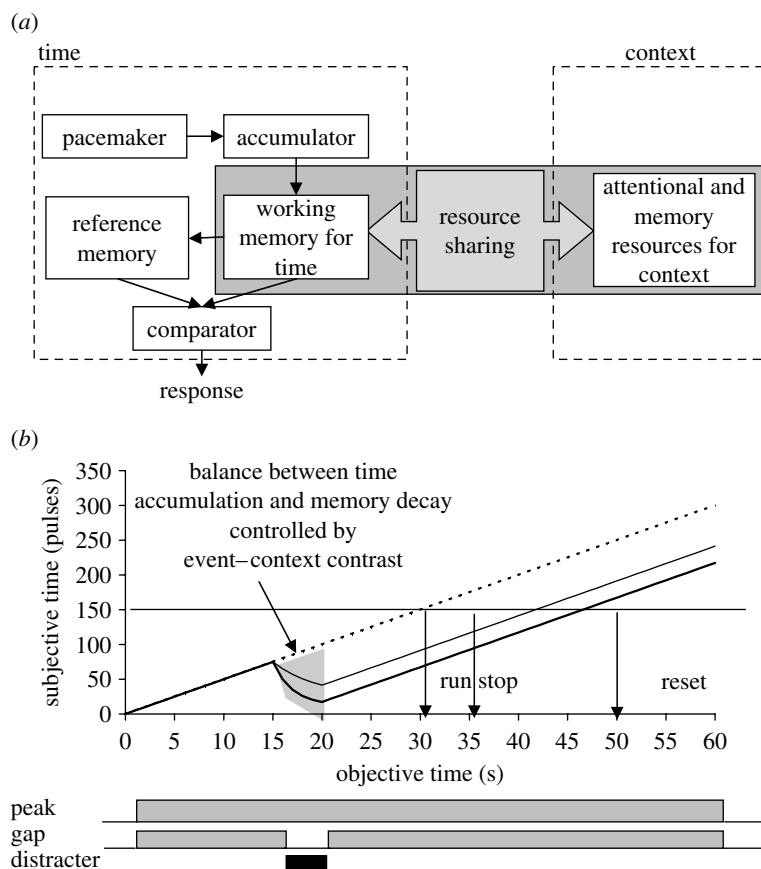 (a)
time
context
pacemaker
accumulator
reference
memory
working
memory for
time
resource
sharing
attentional and
memory
resources for
context
comparator
response
(b)
350
300
250
200
150
100
50
0
subjective time (pulses)
balance between time
accumulation and memory decay
controlled by
event–context contrast
run stop
reset
0 5 10 15 20 25 30 35 40 45 50 55 60
objective time (s)
peak
gap
distracter